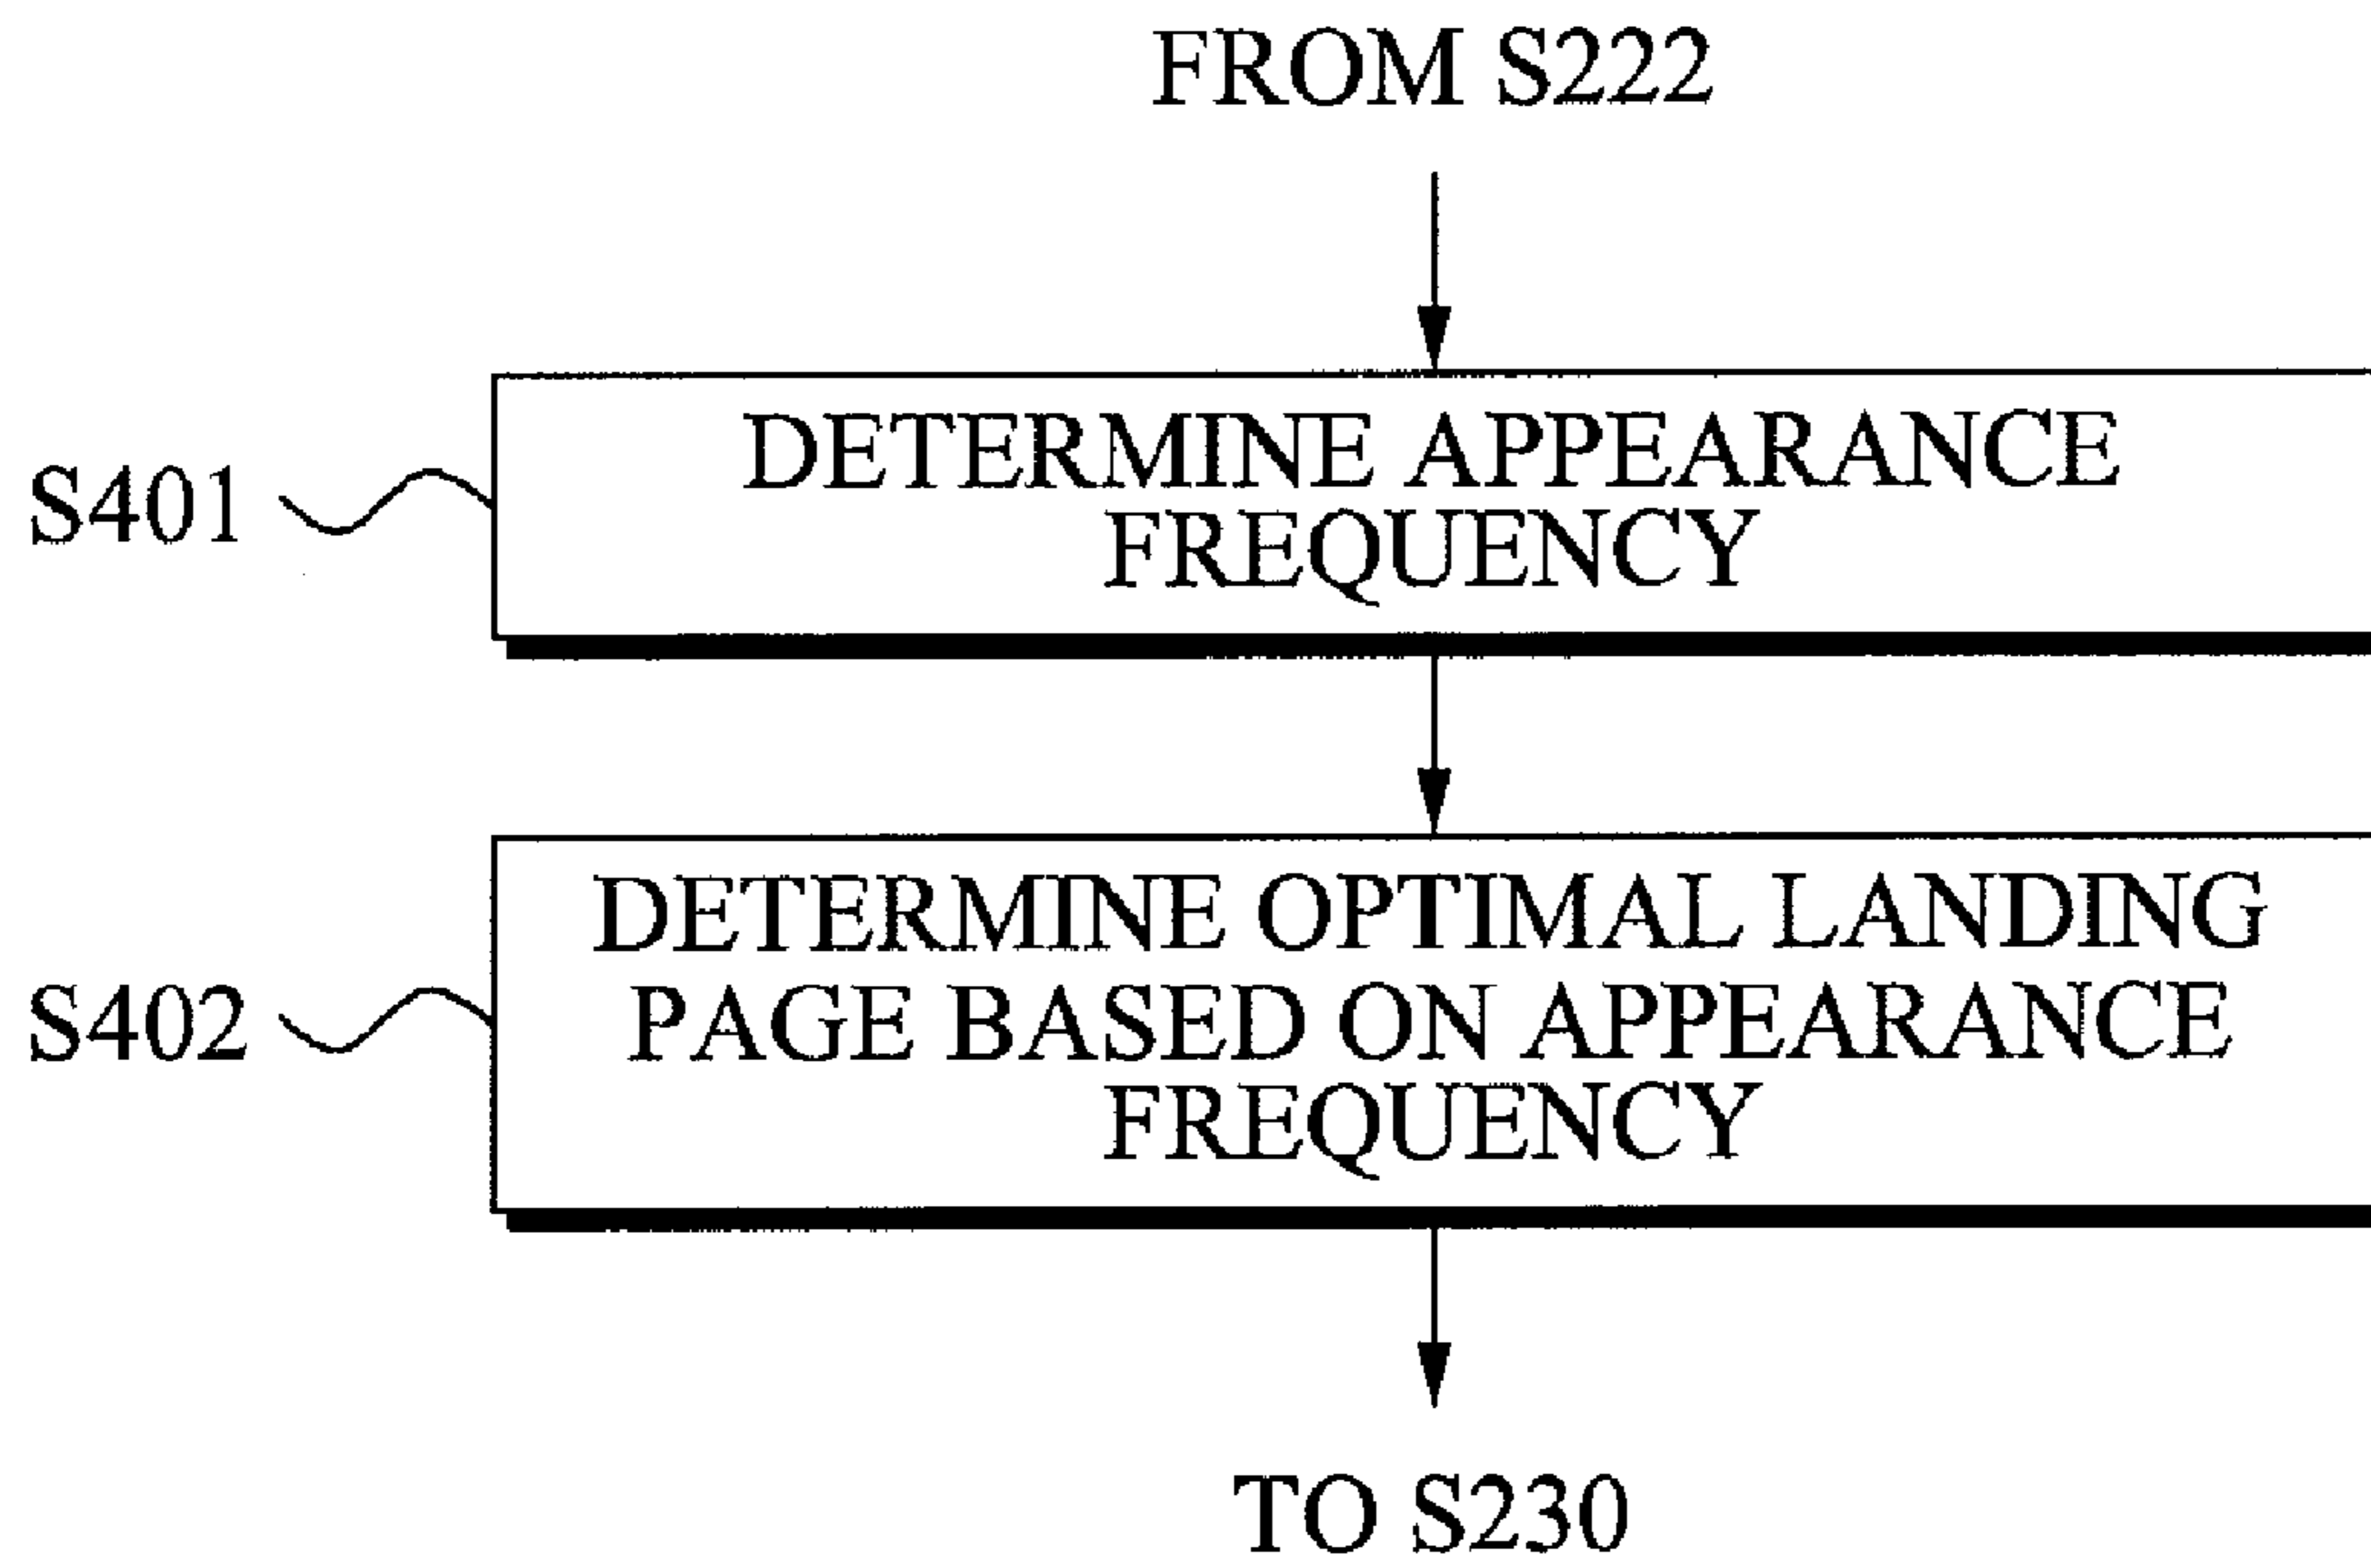 FROM S222
S401
DETERMINE APPEARANCE
FREQUENCY
S402
DETERMINE OPTIMAL LANDING
PAGE BASED ON APPEARANCE
FREQUENCY
TO S230